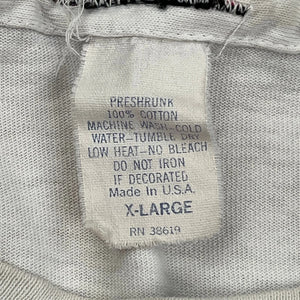 PRESHRUNK
100% COTTON
MACHINE WASH-COLD
WATER-TUMBLE DRY
LOW HEAT-NO BLEACH
DO NOT IRON
IF DECORATED
Made In U.S.A.
X-LARGE
RN 38619